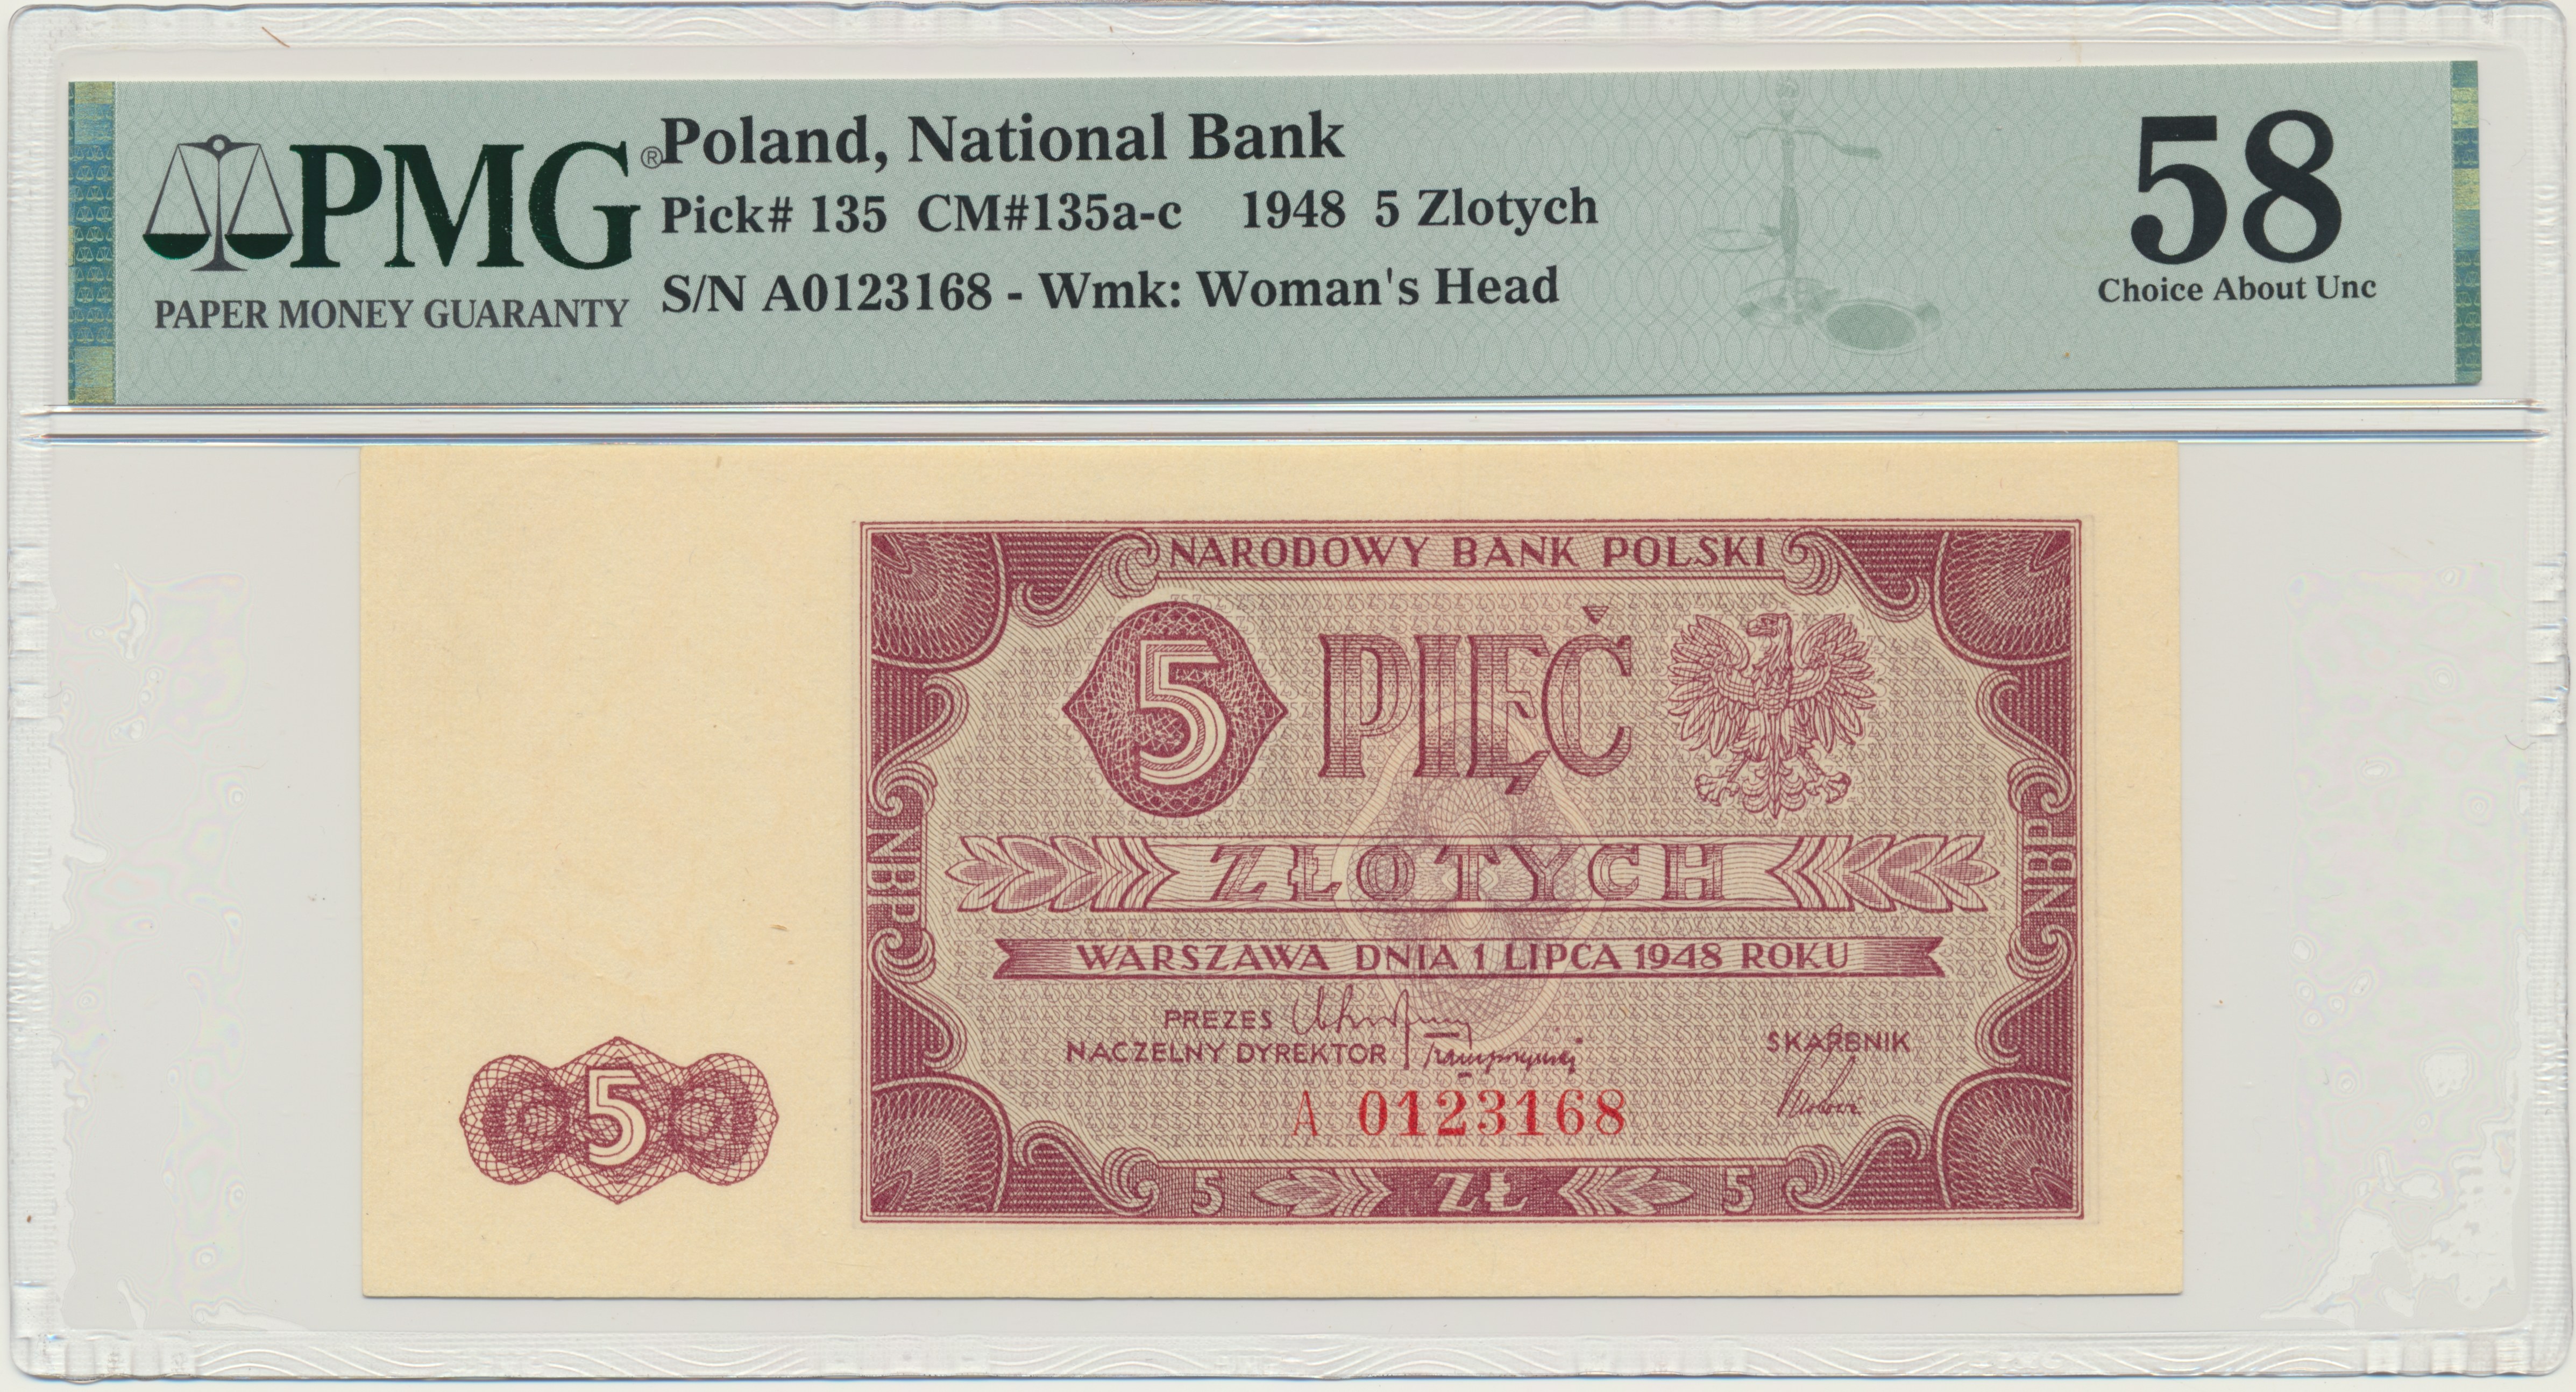 PMG®
PAPER MONEY GUARANTY
Poland, National Bank
Pick# 135 CM#135a-c 1948 5 Zlotych
S/N A0123168 - Wmk: Woman's Head
58
Choice About Unc
NARODOWY BANK POLSKI
5 PIĘĆ
ZŁOTYCH
WARSZAWA DNIA 1 LIPCA 1948 ROKU
PREZES
NACZELNY DYREKTOR
SKARBNIK
A 0123168
5 ZŁ 5
NBP
NBP
5